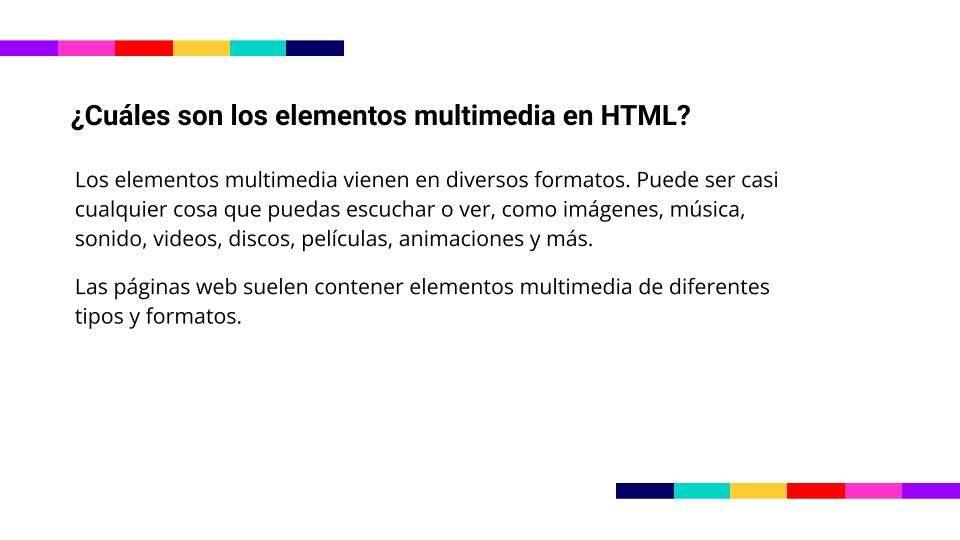 ¿Cuáles son los elementos multimedia en HTML?
Los elementos multimedia vienen en diversos formatos. Puede ser casi
cualquier cosa que puedas escuchar o ver, como imágenes, música,
sonido, videos, discos, películas, animaciones y más.
Las páginas web suelen contener elementos multimedia de diferentes
tipos y formatos.